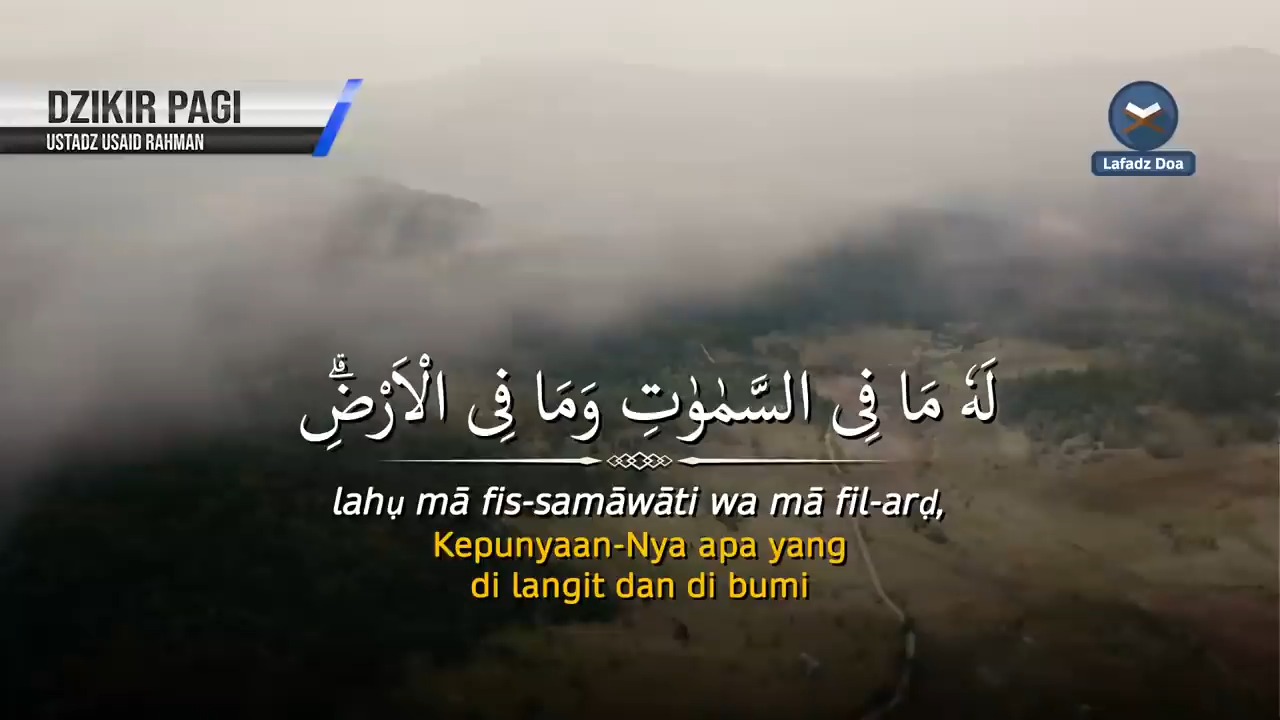 DZIKIR PAGI
USTADZ USAID RAHMAN
Lafadz Doa
لَهٗ مَا فِى السَّمٰوٰتِ وَمَا فِى الْاَرْضِۗ
lahụ mā fis-samāwāti wa mā fil-arḍ,
Kepunyaan-Nya apa yang
di langit dan di bumi